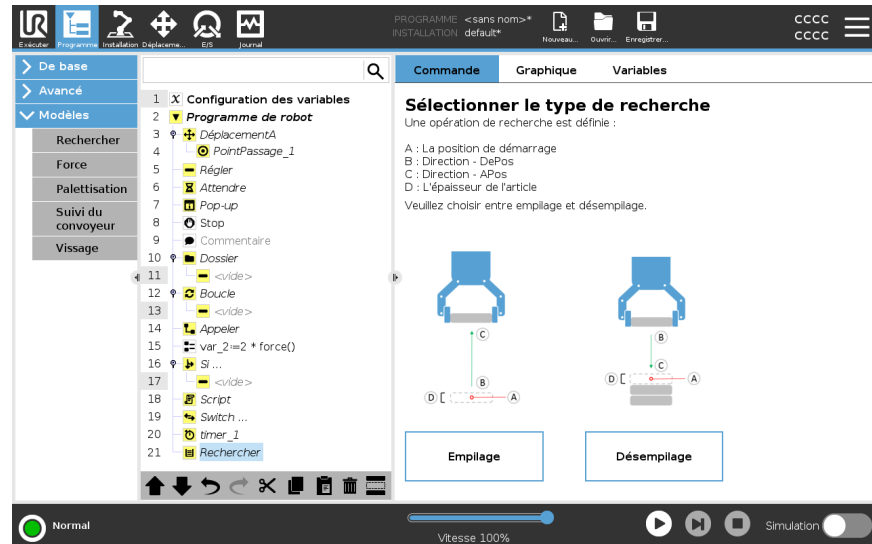 PROGRAMME <sans nom>*
INSTALLATION default*
CCCC
CCCC
Exécuter
Programme
Installation
Déplaceme...
E/S
Journal
Nouveau...
Ouvrir...
Enregistrer...
De base
Avancé
Modèles
Rechercher
Force
Palettisation
Suivi du
convoyeur
Vissage
1 X Configuration des variables
2 Programme de robot
3 DéplacementA
4 PointPassage_1
5 Régler
6 Attendre
7 Pop-up
8 Stop
9 Commentaire
10 Dossier
11 <vide>
12 Boucle
13 <vide>
14 Appeler
15 var_2:=2 * force()
16 Si ...
17 <vide>
18 Script
19 Switch ...
20 timer_1
21 Rechercher
Commande
Graphique
Variables
Sélectionner le type de recherche
Une opération de recherche est définie :
A : La position de démarrage
B : Direction - DePos
C : Direction - APos
D : L'épaisseur de l'article
Veuillez choisir entre empilage et désempilage.
C
B
D
A
B
C
D
A
Empilage
Désempilage
Normal
Vitesse 100%
Simulation